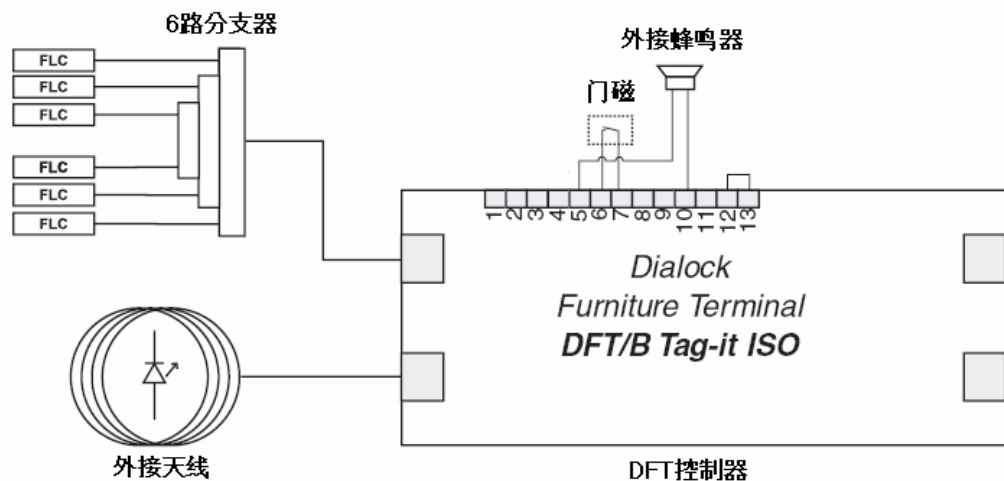 6路分支器
外接蜂鸣器
门磁
FLC
FLC
FLC
FLC
FLC
FLC
1 2 3 4 5 6 7 8 9 10 11 12 13
Dialock
Furniture Terminal
DFT/B Tag-it ISO
外接天线
DFT控制器